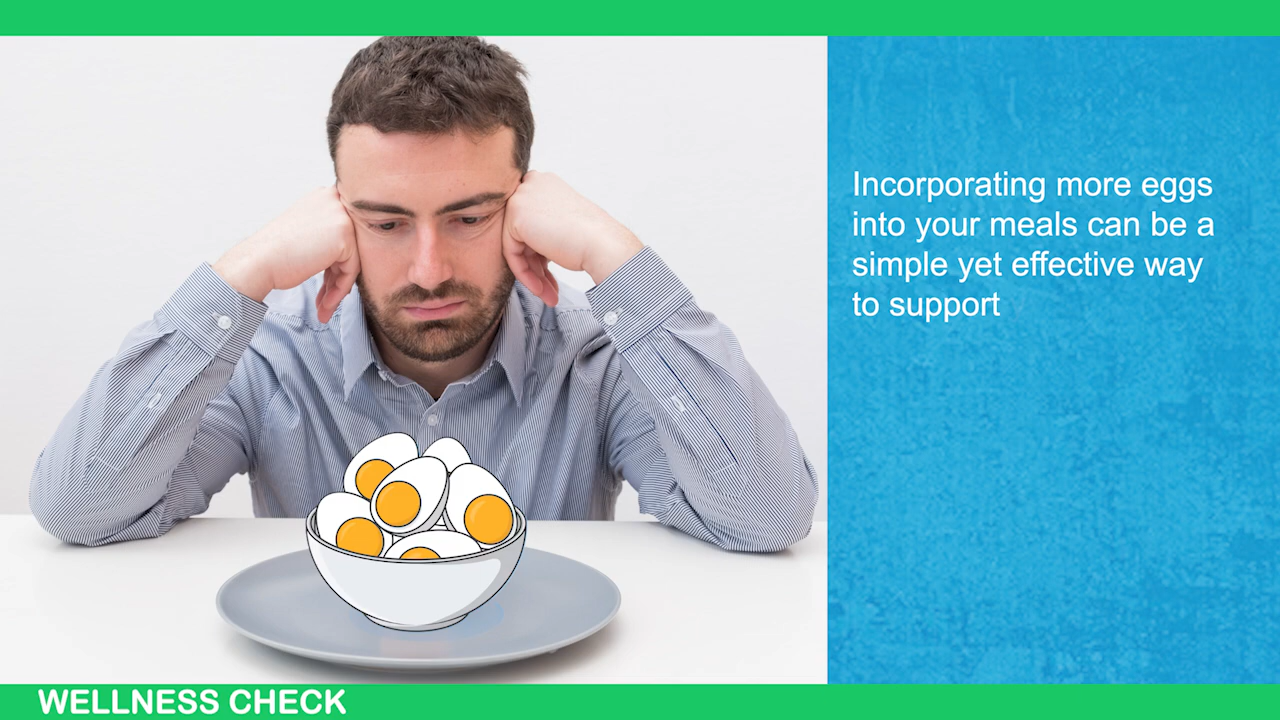 Incorporating more eggs
into your meals can be a
simple yet effective way
to support
WELLNESS CHECK